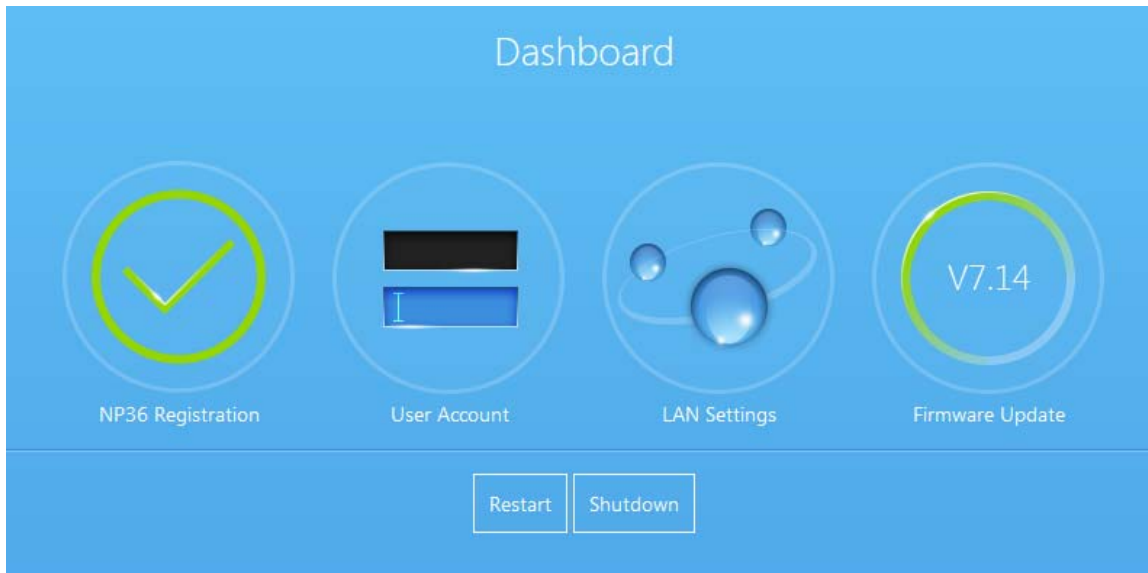 Dashboard
V7.14
NP36 Registration
User Account
LAN Settings
Firmware Update
Restart
Shutdown